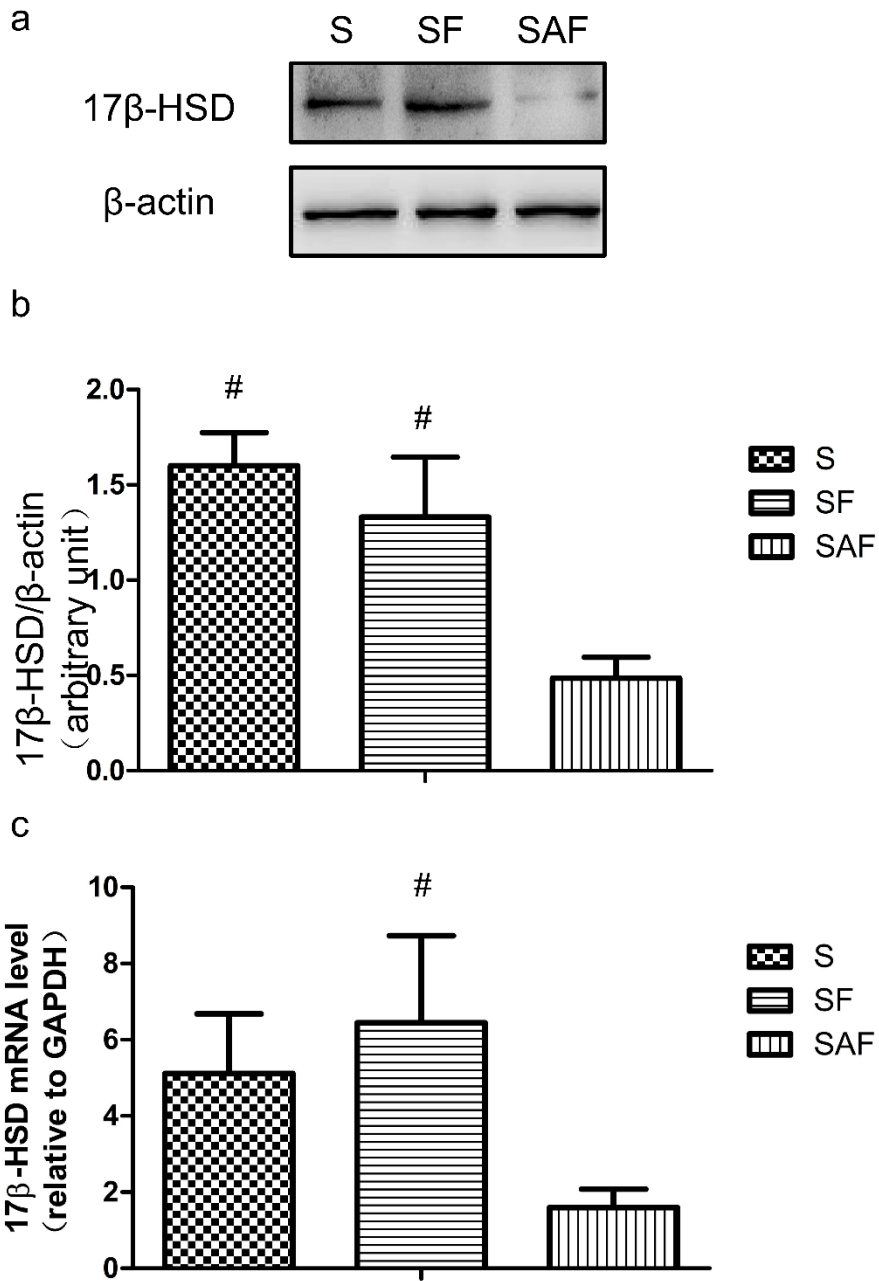 a
S SF SAF
17β-HSD
β-actin
b
17β-HSD/β-actin
（arbitrary unit）
2.0
1.5
1.0
0.5
0.0
#
#
S
SF
SAF
c
17β-HSD mRNA level
（relative to GAPDH）
10
8
6
4
2
0
#
S
SF
SAF